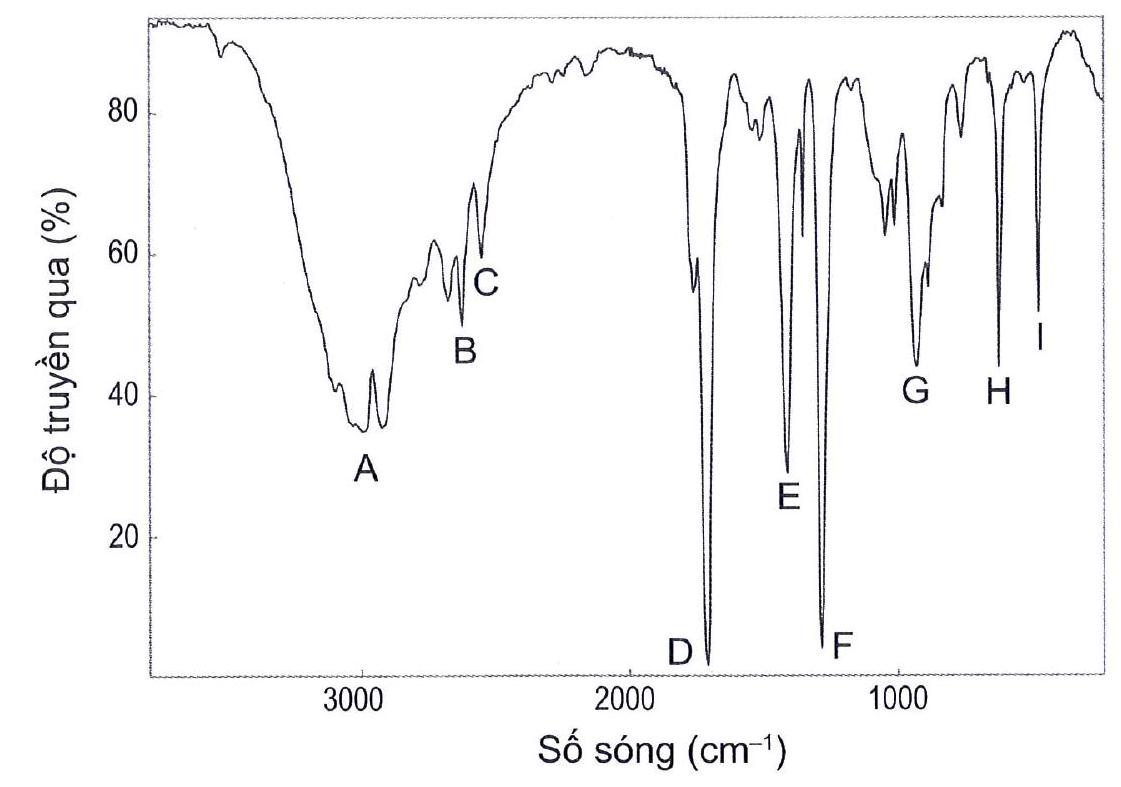 Độ truyền qua (%)
80
60
40
20
A
B
C
D
E
F
G
H
I
3000
2000
1000
Số sóng (cm⁻¹)